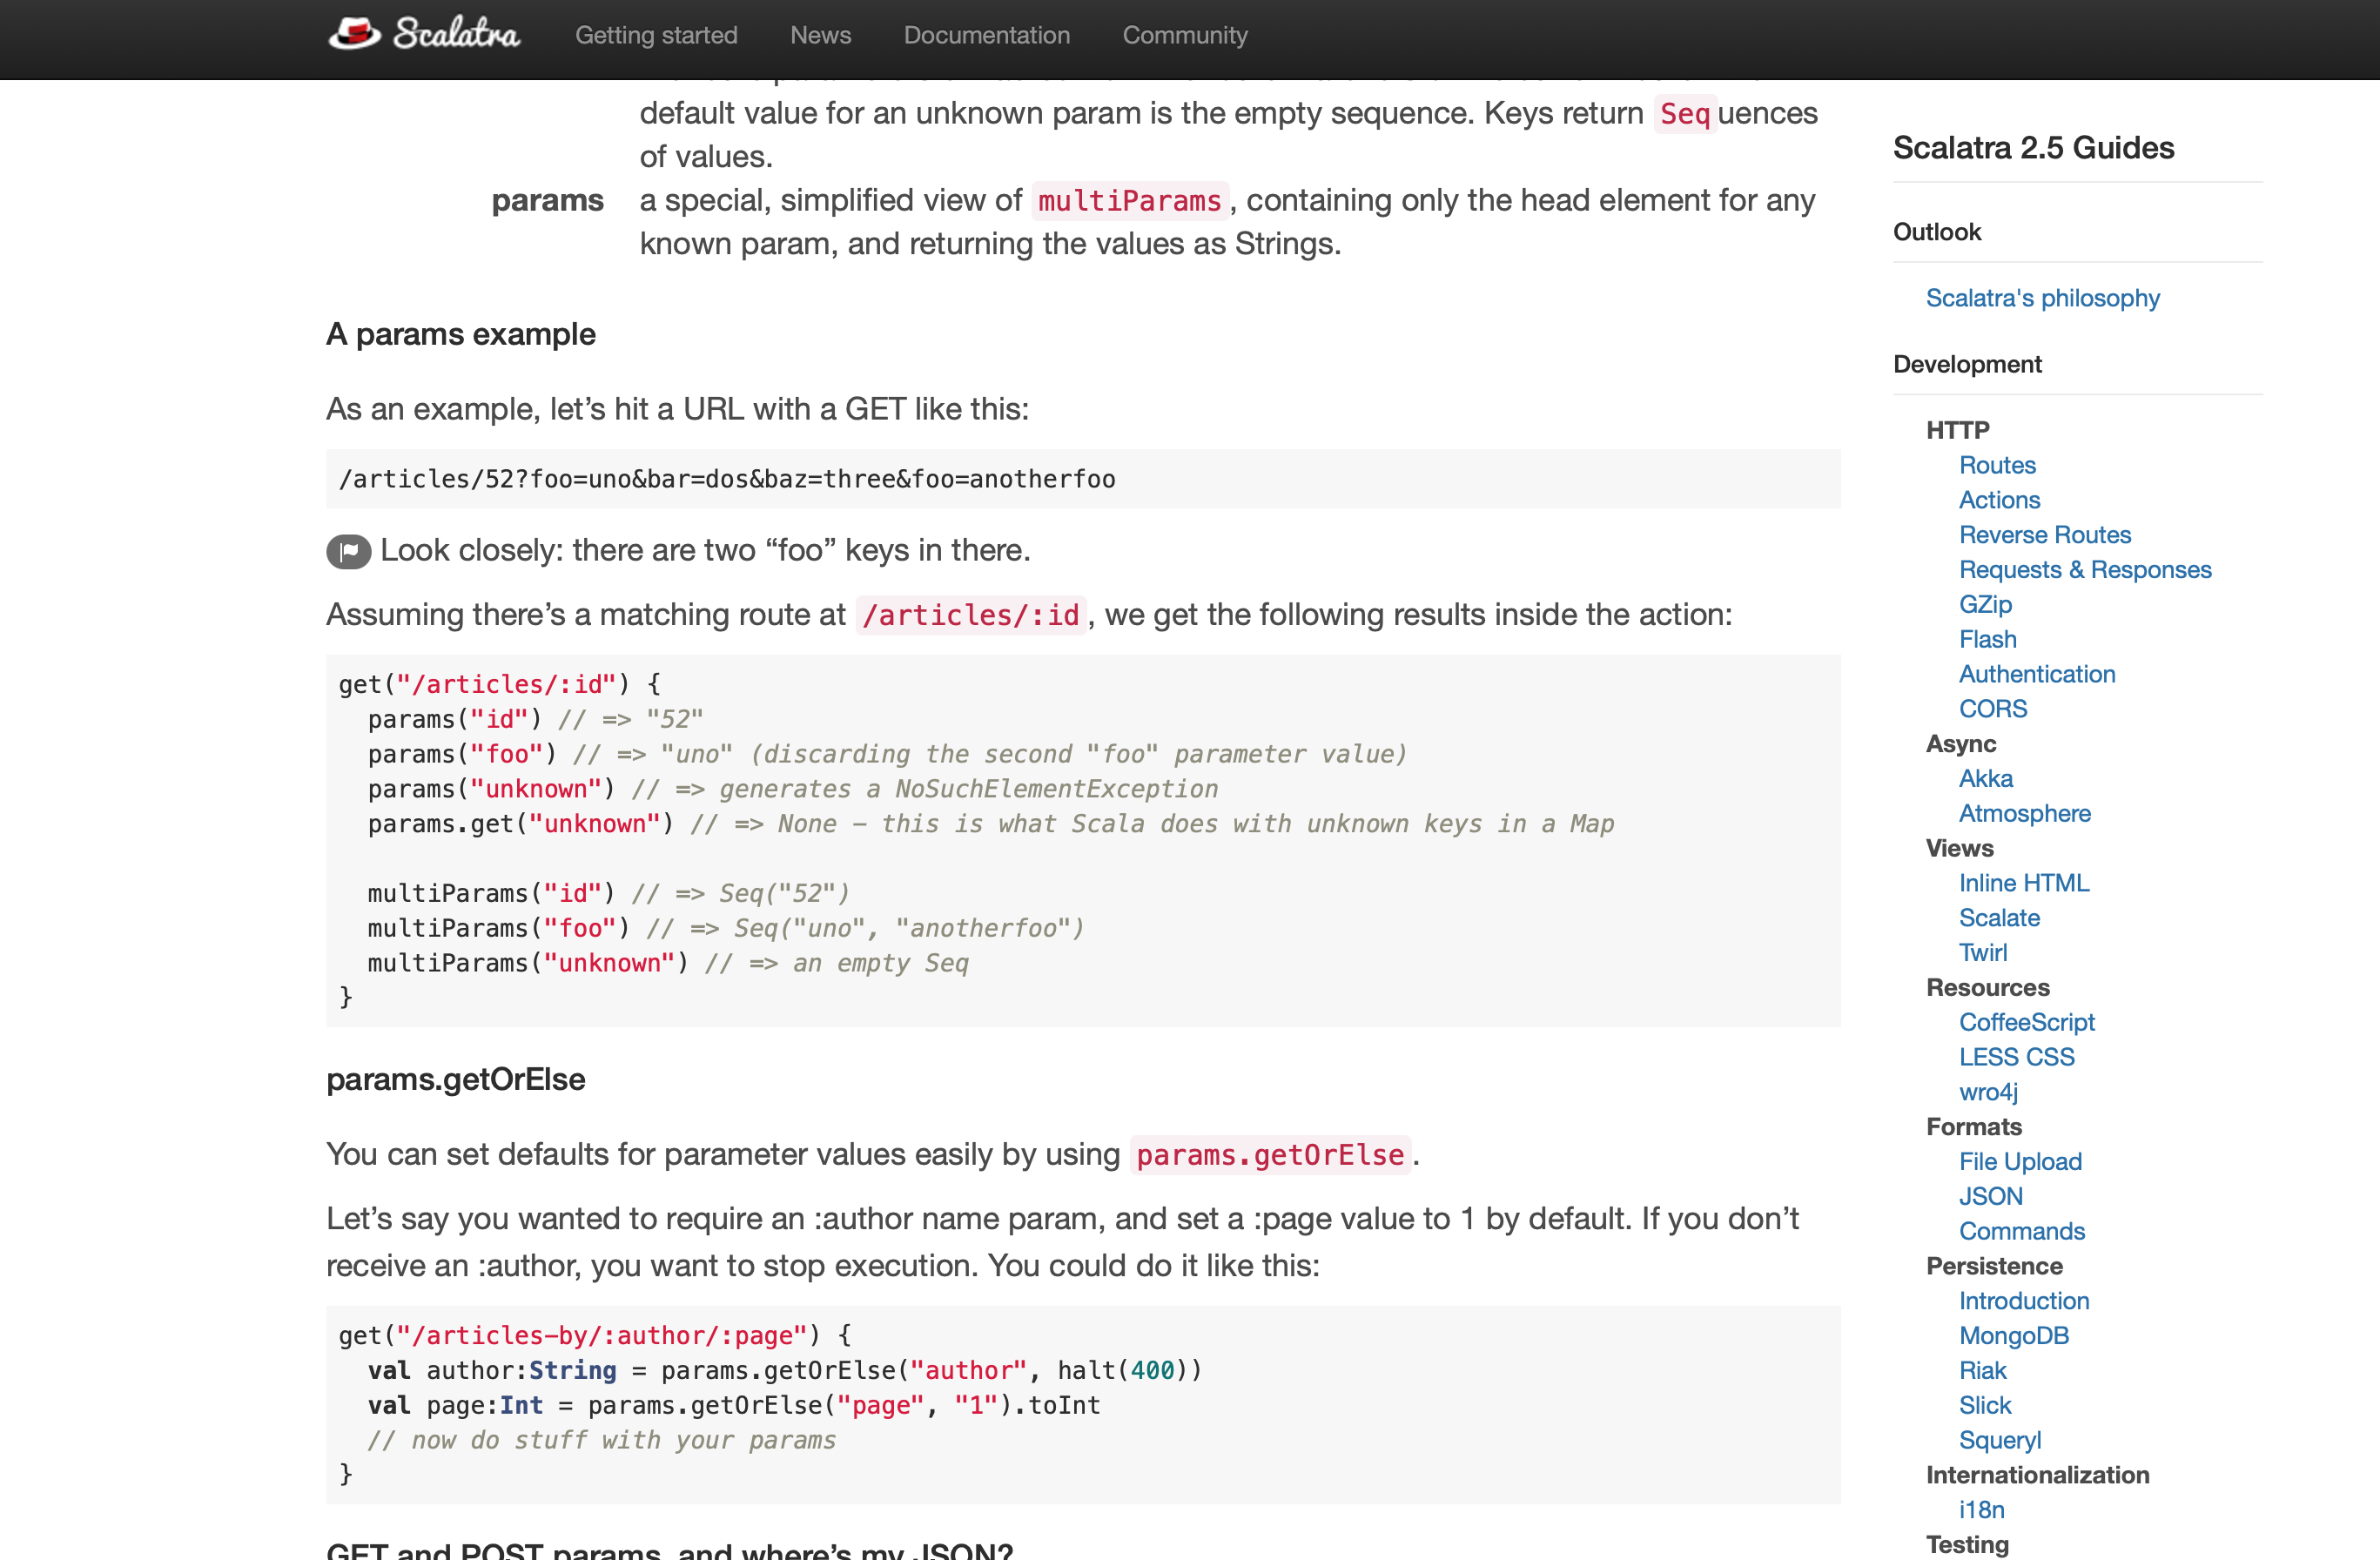 Scalatra Getting started News Documentation Community
default value for an unknown param is the empty sequence. Keys return Sequences
of values.
params a special, simplified view of multiParams, containing only the head element for any
known param, and returning the values as Strings.
A params example
As an example, let’s hit a URL with a GET like this:
/articles/52?foo=uno&bar=dos&baz=three&foo=anotherfoo
Look closely: there are two “foo” keys in there.
Assuming there’s a matching route at /articles/:id, we get the following results inside the action:
get("/articles/:id") {
  params("id") // => "52"
  params("foo") // => "uno" (discarding the second "foo" parameter value)
  params("unknown") // => generates a NoSuchElementException
  params.get("unknown") // => None - this is what Scala does with unknown keys in a Map
  multiParams("id") // => Seq("52")
  multiParams("foo") // => Seq("uno", "anotherfoo")
  multiParams("unknown") // => an empty Seq
}
params.getOrElse
You can set defaults for parameter values easily by using params.getOrElse.
Let’s say you wanted to require an :author name param, and set a :page value to 1 by default. If you don’t
receive an :author, you want to stop execution. You could do it like this:
get("/articles-by/:author/:page") {
  val author:String = params.getOrElse("author", halt(400))
  val page:Int = params.getOrElse("page", "1").toInt
  // now do stuff with your params
}
GET and POST params, and where’s my JSON?
Scalatra 2.5 Guides
Outlook
Scalatra's philosophy
Development
HTTP
Routes
Actions
Reverse Routes
Requests & Responses
GZip
Flash
Authentication
CORS
Async
Akka
Atmosphere
Views
Inline HTML
Scalate
Twirl
Resources
CoffeeScript
LESS CSS
wro4j
Formats
File Upload
JSON
Commands
Persistence
Introduction
MongoDB
Riak
Slick
Squeryl
Internationalization
i18n
Testing